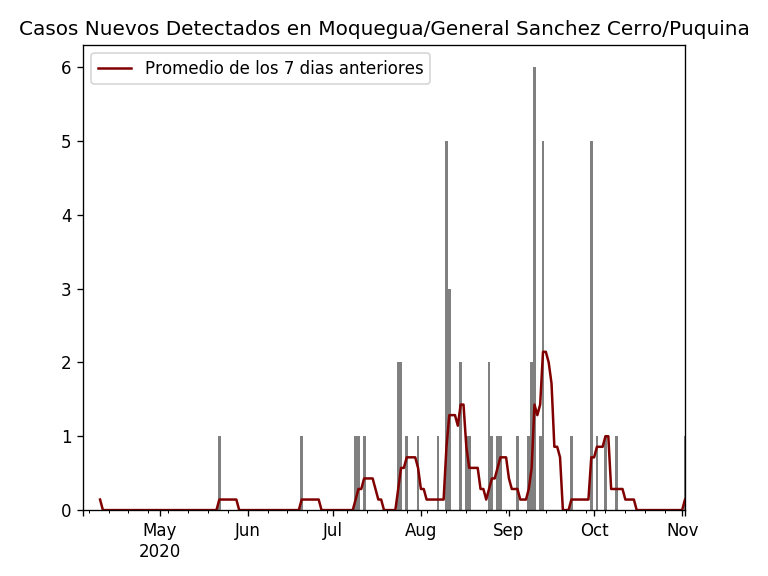 Casos Nuevos Detectados en Moquegua/General Sanchez Cerro/Puquina
Promedio de los 7 dias anteriores
6
5
4
3
2
1
0
May Jun Jul Aug Sep Oct Nov
2020